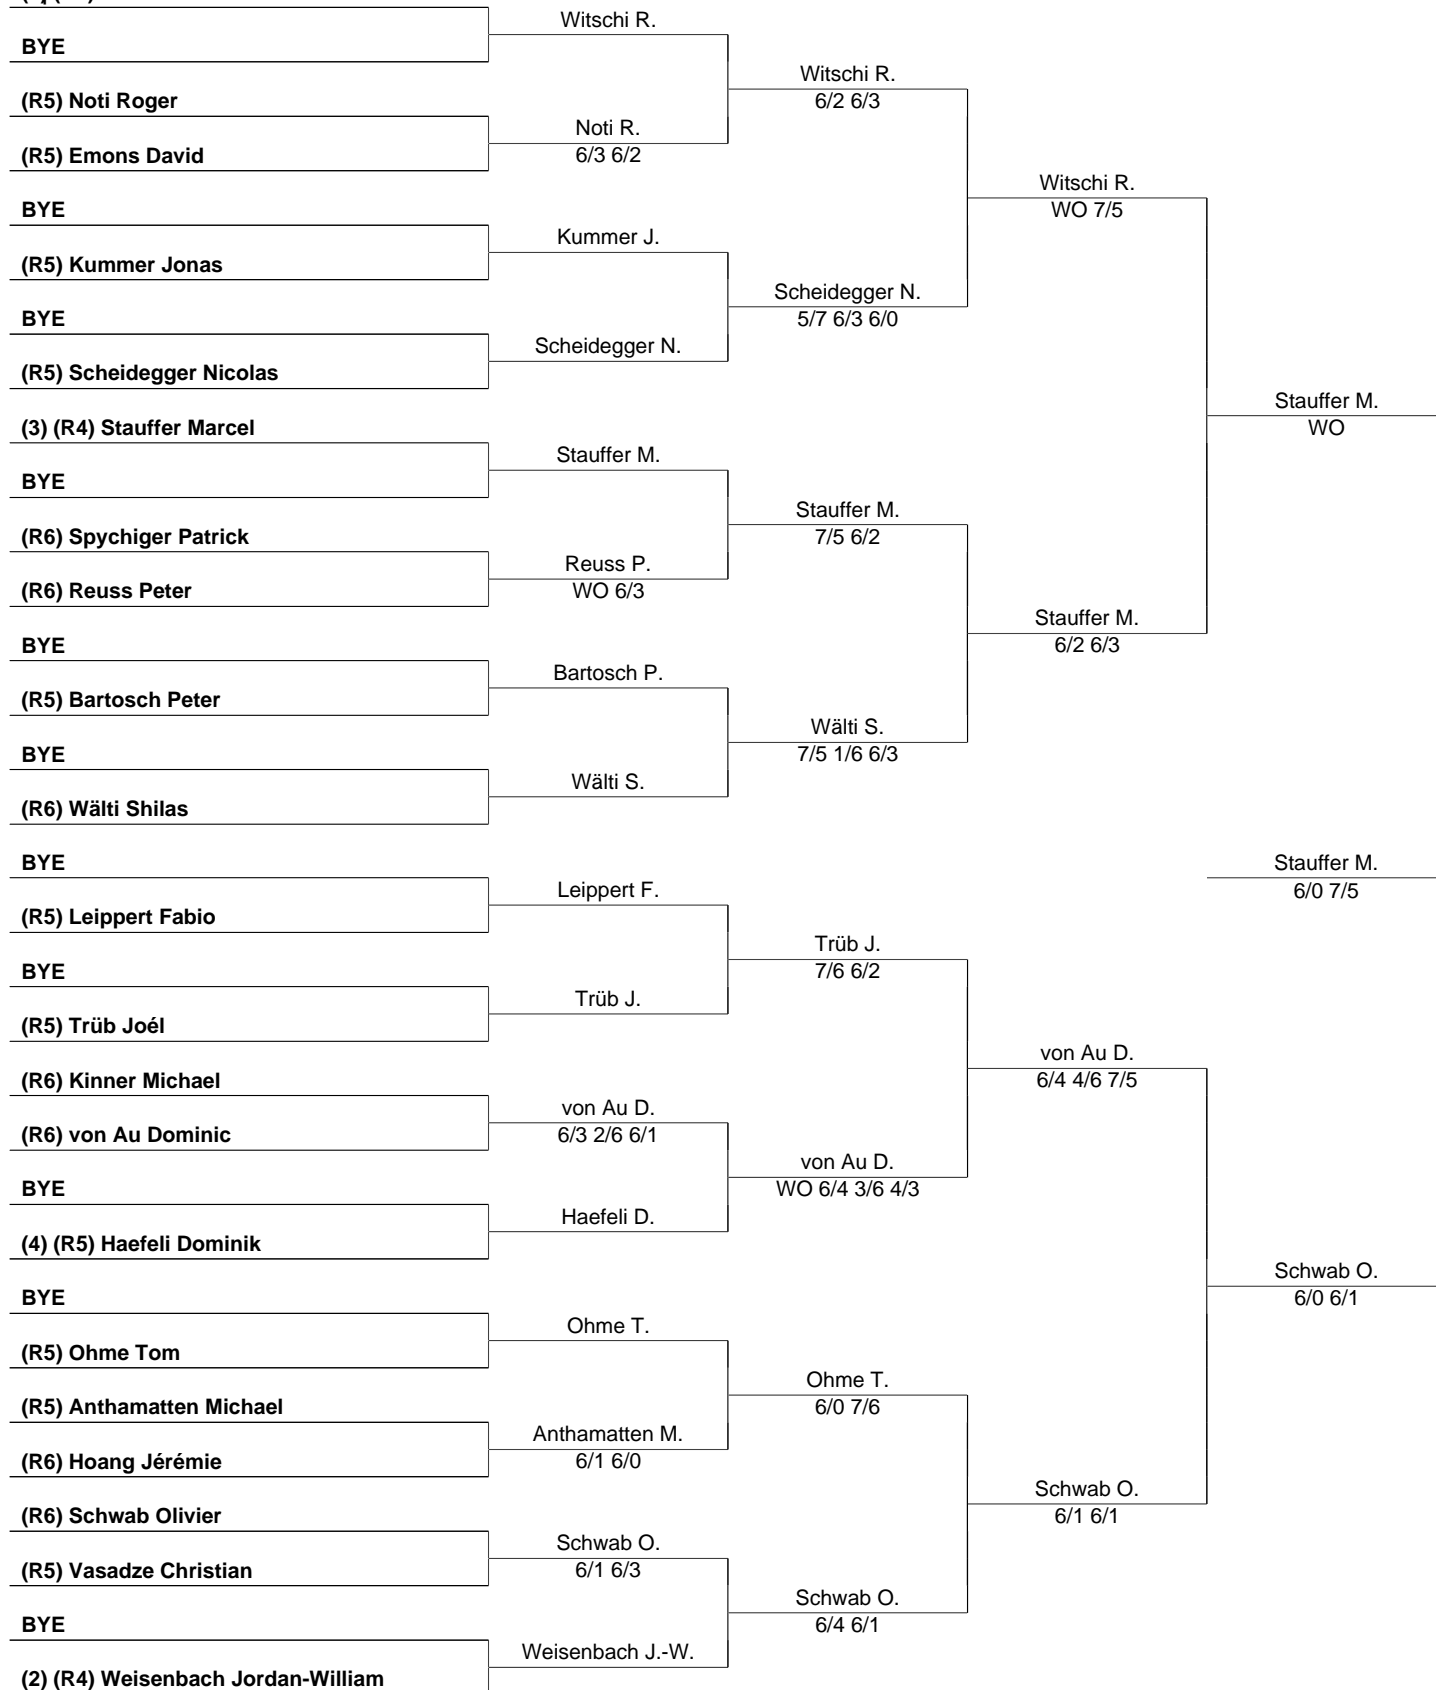 BYE
(R5) Noti Roger
(R5) Emons David
BYE
(R5) Kummer Jonas
BYE
(R5) Scheidegger Nicolas
(3) (R4) Stauffer Marcel
BYE
(R6) Spychiger Patrick
(R6) Reuss Peter
BYE
(R5) Bartosch Peter
BYE
(R6) Wälti Shilas
BYE
(R5) Leippert Fabio
BYE
(R5) Trüb Joél
(R6) Kinner Michael
(R6) von Au Dominic
BYE
(4) (R5) Haefeli Dominik
BYE
(R5) Ohme Tom
(R5) Anthamatten Michael
(R6) Hoang Jérémie
(R6) Schwab Olivier
(R5) Vasadze Christian
BYE
(2) (R4) Weisenbach Jordan-William
Witschi R.
Noti R.
6/3 6/2
Kummer J.
Scheidegger N.
Stauffer M.
Reuss P.
WO 6/3
Bartosch P.
Wälti S.
Leippert F.
Trüb J.
von Au D.
6/3 2/6 6/1
Haefeli D.
Ohme T.
Anthamatten M.
6/1 6/0
Schwab O.
6/1 6/3
Weisenbach J.-W.
Witschi R.
6/2 6/3
Scheidegger N.
5/7 6/3 6/0
Stauffer M.
7/5 6/2
Wälti S.
7/5 1/6 6/3
Trüb J.
7/6 6/2
von Au D.
WO 6/4 3/6 4/3
Ohme T.
6/0 7/6
Schwab O.
6/4 6/1
Witschi R.
WO 7/5
Stauffer M.
6/2 6/3
von Au D.
6/4 4/6 7/5
Schwab O.
6/1 6/1
Stauffer M.
WO
Stauffer M.
6/0 7/5
Schwab O.
6/0 6/1